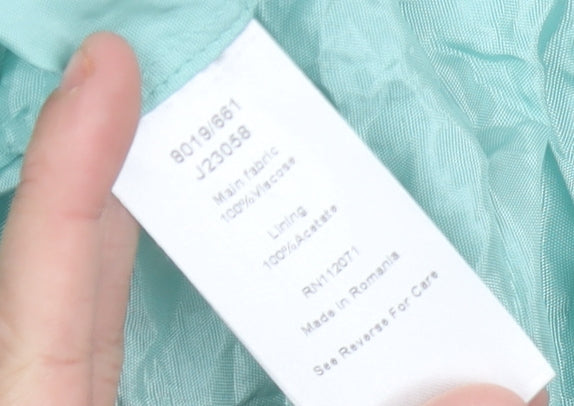 8019/661
J23058
Main fabric
100%Viscose
Lining
100%Acetate
RN112071
Made in Romania
See Reverse For Care